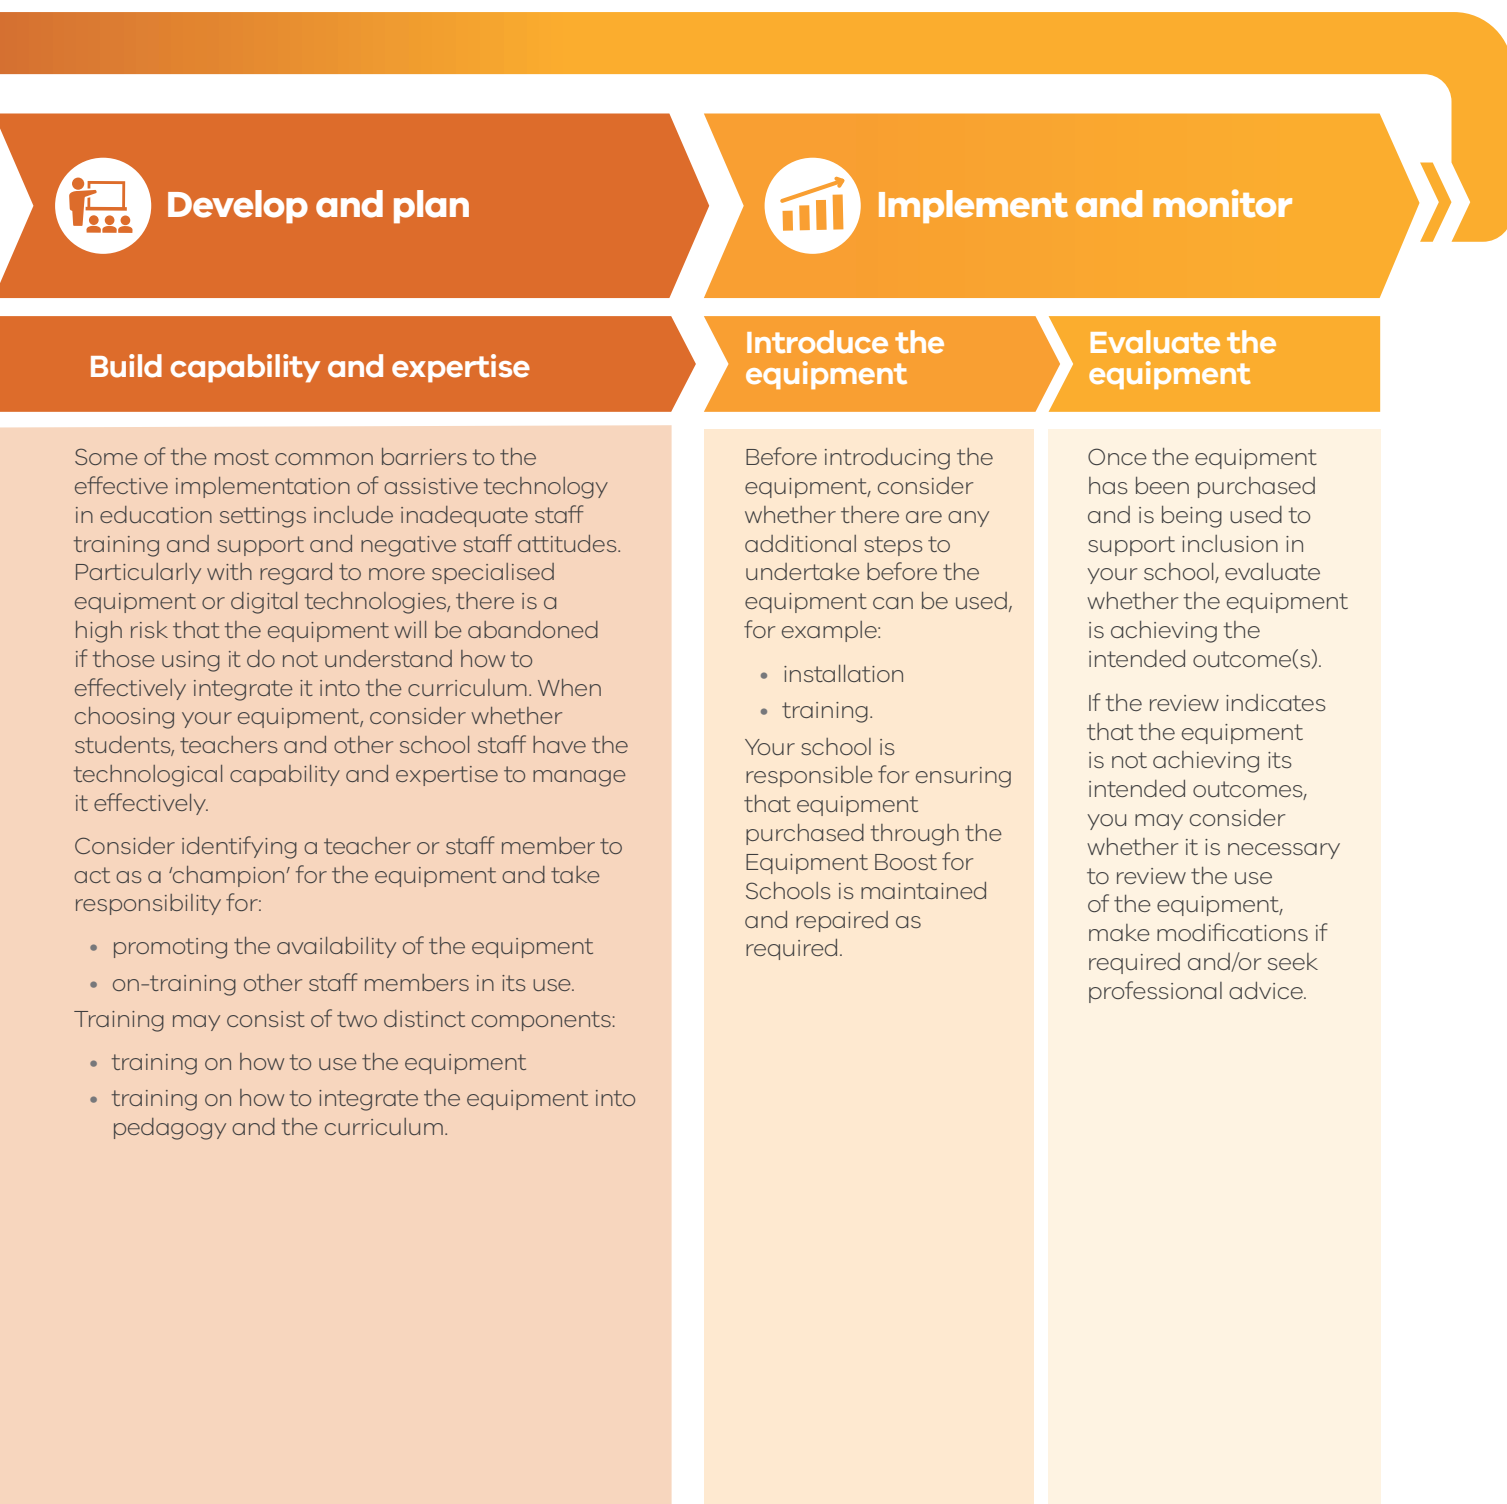 Develop and plan
Build capability and expertise
Some of the most common barriers to the
effective implementation of assistive technology
in education settings include inadequate staff
training and support and negative staff attitudes.
Particularly with regard to more specialised
equipment or digital technologies, there is a
high risk that the equipment will be abandoned
if those using it do not understand how to
effectively integrate it into the curriculum. When
choosing your equipment, consider whether
students, teachers and other school staff have the
technological capability and expertise to manage
it effectively.
Consider identifying a teacher or staff member to
act as a ‘champion’ for the equipment and take
responsibility for:
• promoting the availability of the equipment
• on-training other staff members in its use.
Training may consist of two distinct components:
• training on how to use the equipment
• training on how to integrate the equipment into
pedagogy and the curriculum.
Implement and monitor
Introduce the
equipment
Before introducing the
equipment, consider
whether there are any
additional steps to
undertake before the
equipment can be used,
for example:
• installation
• training.
Your school is
responsible for ensuring
that equipment
purchased through the
Equipment Boost for
Schools is maintained
and repaired as
required.
Evaluate the
equipment
Once the equipment
has been purchased
and is being used to
support inclusion in
your school, evaluate
whether the equipment
is achieving the
intended outcome(s).
If the review indicates
that the equipment
is not achieving its
intended outcomes,
you may consider
whether it is necessary
to review the use
of the equipment,
make modifications if
required and/or seek
professional advice.